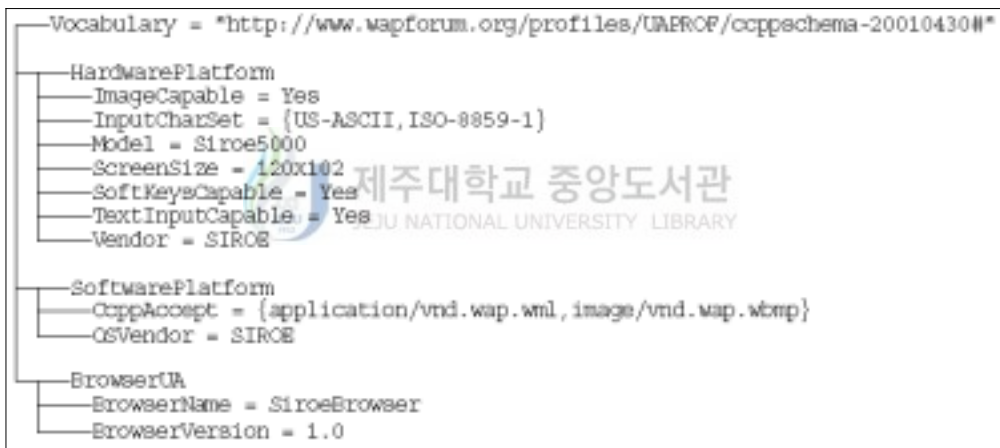 Vocabulary = "http://www.wapforum.org/profiles/UAPROF/ccppschema-20010430#"
HardwarePlatform
ImageCapable = Yes
InputCharSet = {US-ASCII,ISO-8859-1}
Model = Siroe5000
ScreenSize = 120X102
SoftKeysCapable = Yes
TextInputCapable = Yes
Vendor = SIROE
제주대학교 중앙도서관
JEJU NATIONAL UNIVERSITY LIBRARY
SoftwarePlatform
CcppAccept = {application/vnd.wap.wml,image/vnd.wap.wbmp}
OSVendor = SIROE
BrowserUA
BrowserName = SiroeBrowser
BrowserVersion = 1.0